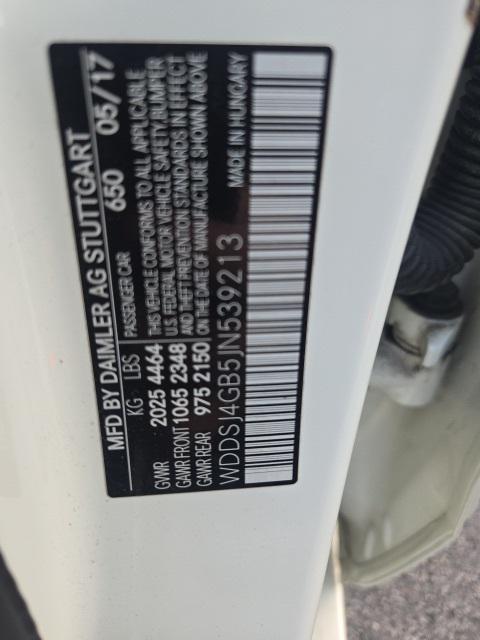 MFD BY DAIMLER AG STUTTGART
650 05/17
KG LBS PASSENGER CAR
GVWR 2025 4464 THIS VEHICLE CONFORMS TO ALL APPLICABLE
GAWR FRONT 1065 2348 U.S. FEDERAL MOTOR VEHICLE SAFETY, BUMPER
GAWR REAR 975 2150 AND THEFT PREVENTION STANDARDS IN EFFECT
ON THE DATE OF MANUFACTURE SHOWN ABOVE
WDDSJ4GB5JN539213 MADE IN HUNGARY